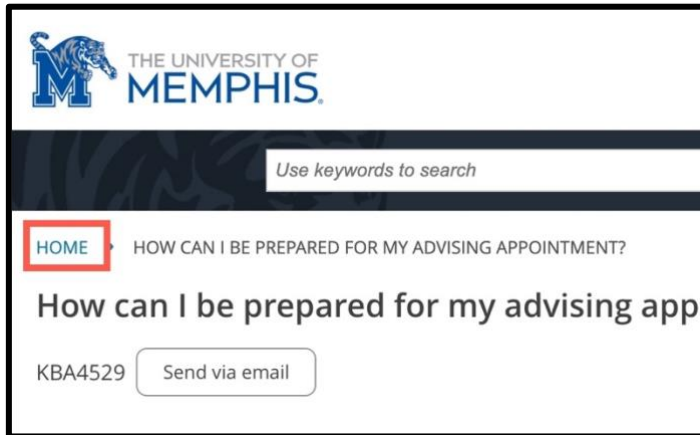 THE UNIVERSITY OF
MEMPHIS.
Use keywords to search
HOME HOW CAN I BE PREPARED FOR MY ADVISING APPOINTMENT?
How can I be prepared for my advising app
KBA4529 Send via email